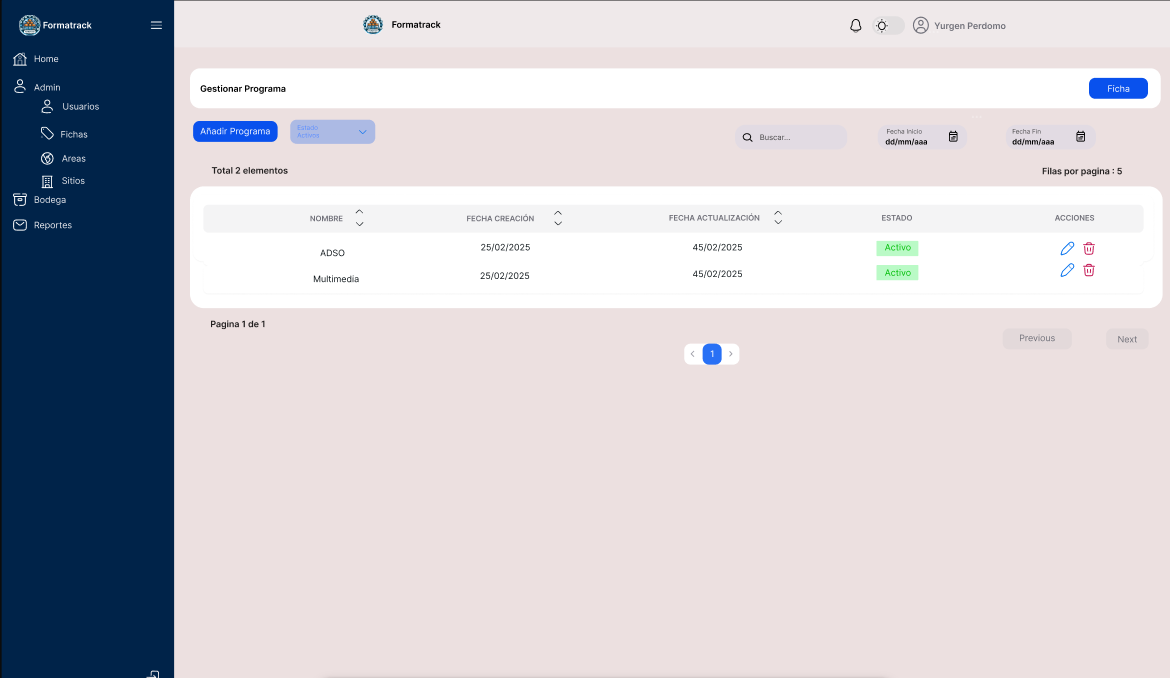 Formatrack
Home
Admin
Usuarios
Fichas
Areas
Sitios
Bodega
Reportes
Formatrack
Yurgen Perdomo
Gestionar Programa
Ficha
Añadir Programa
Estado
Activos
Buscar...
Fecha Inicio
dd/mm/aaa
Fecha Fin
dd/mm/aaa
Total 2 elementos
Filas por pagina : 5
NOMBRE FECHA CREACIÓN FECHA ACTUALIZACIÓN ESTADO ACCIONES
ADSO 25/02/2025 45/02/2025 Activo
Multimedia 25/02/2025 45/02/2025 Activo
Pagina 1 de 1
Previous
Next
1